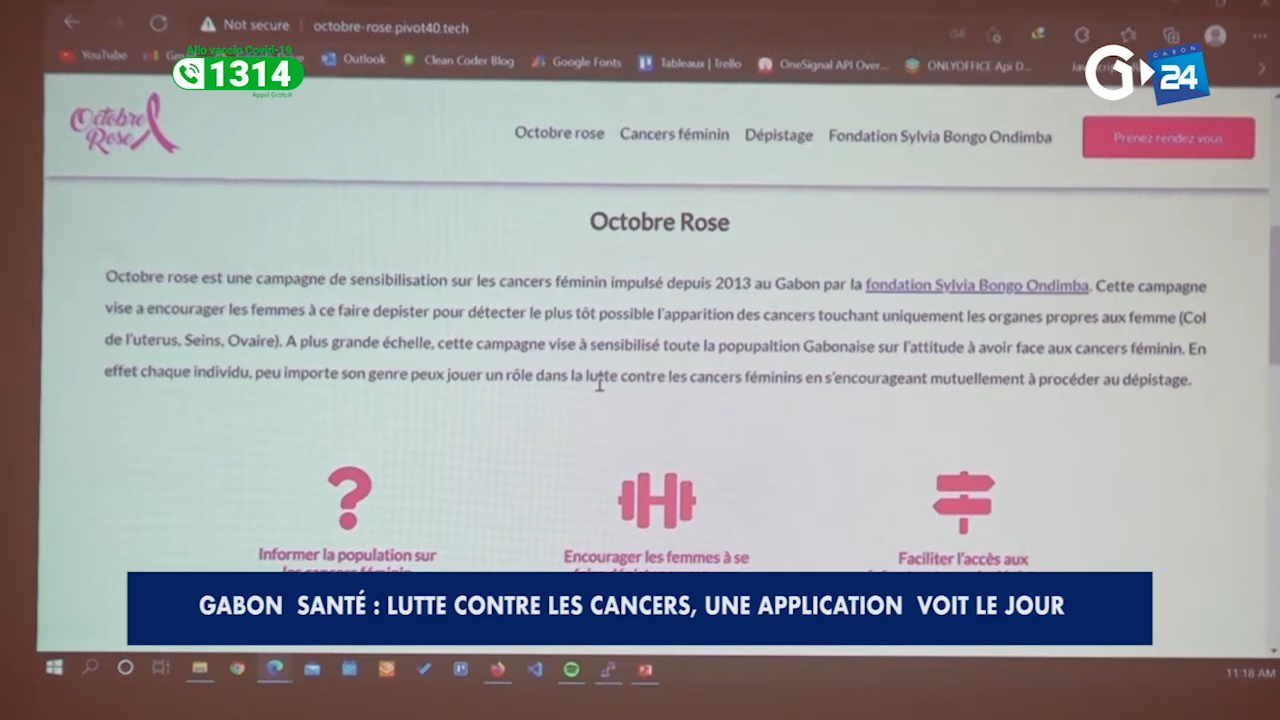 Not secure
octobre-rose.pivot40.tech
Allo vaccin Covid-19
1314
Appel Gratuit
YouTube
Outlook
Clean Coder Blog
Google Fonts
Tableaux | Trello
OneSignal API Over...
ONLYOFFICE Api D...
GABON
G 24
Octobre Rose
Octobre rose
Cancers féminin
Dépistage
Fondation Sylvia Bongo Ondimba
Prenez rendez vous
Octobre Rose
Octobre rose est une campagne de sensibilisation sur les cancers féminin impulsé depuis 2013 au Gabon par la fondation Sylvia Bongo Ondimba. Cette campagne
vise a encourager les femmes à ce faire depister pour détecter le plus tôt possible l'apparition des cancers touchant uniquement les organes propres aux femme (Col
de l'uterus, Seins, Ovaire). A plus grande échelle, cette campagne vise à sensibilisé toute la popupaltion Gabonaise sur l'attitude à avoir face aux cancers féminin. En
effet chaque individu, peu importe son genre peux jouer un rôle dans la lutte contre les cancers féminins en s'encourageant mutuellement à procéder au dépistage.
Informer la population sur
Encourager les femmes à se
Faciliter l'accès aux
GABON SANTÉ : LUTTE CONTRE LES CANCERS, UNE APPLICATION VOIT LE JOUR
11:18 AM